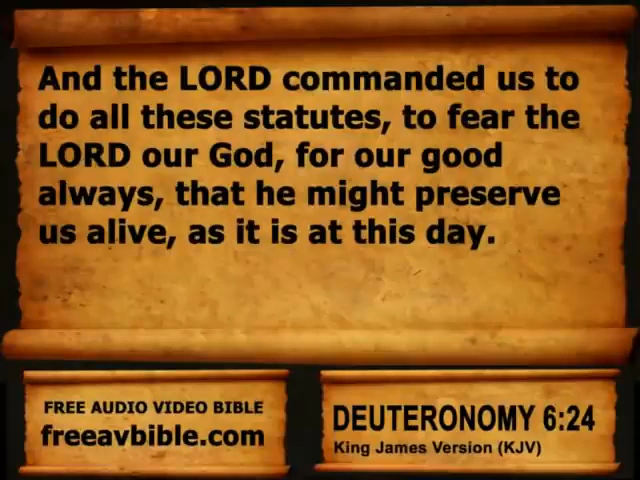 And the LORD commanded us to
do all these statutes, to fear the
LORD our God, for our good
always, that he might preserve
us alive, as it is at this day.
FREE AUDIO VIDEO BIBLE
freeavbible.com
DEUTERONOMY 6:24
King James Version (KJV)